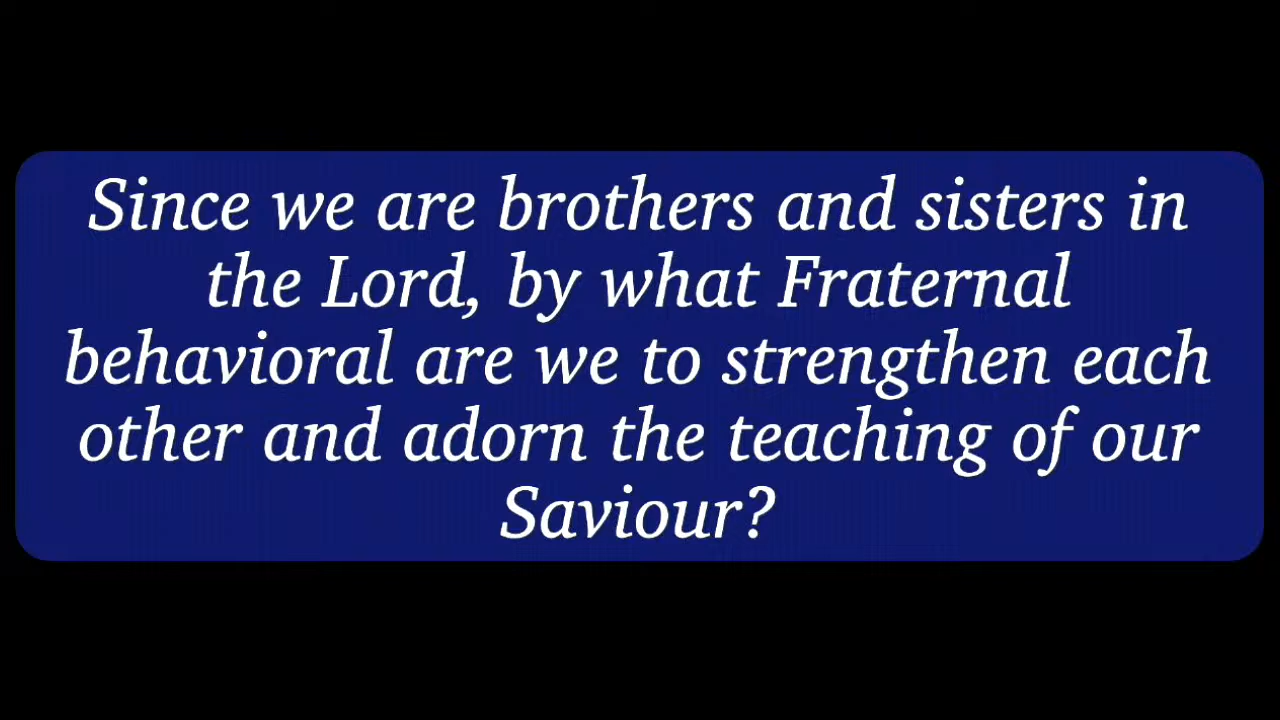 Since we are brothers and sisters in
the Lord, by what Fraternal
behavioral are we to strengthen each
other and adorn the teaching of our
Saviour?